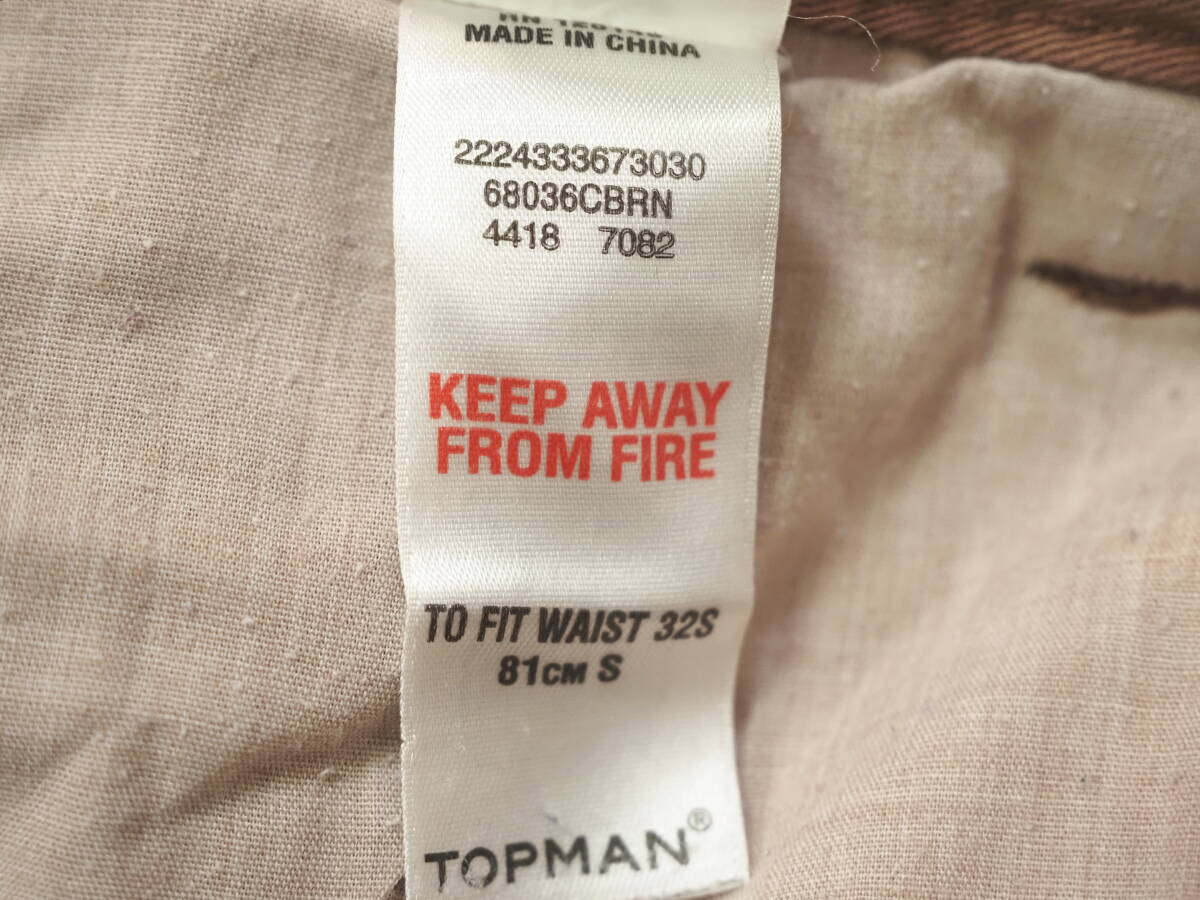 MADE IN CHINA
2224333673030
68036CBRN
4418 7082
KEEP AWAY
FROM FIRE
TO FIT WAIST 32S
81CM S
TOPMAN®